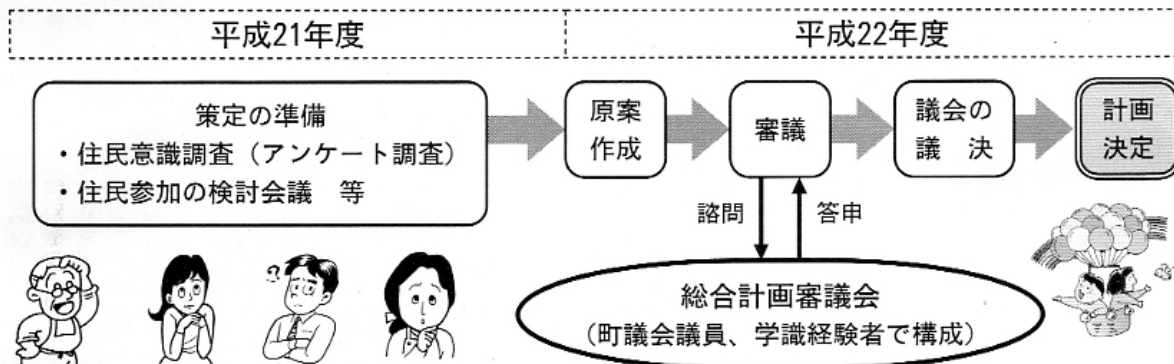 平成21年度
平成22年度
策定の準備
・住民意識調査（アンケート調査）
・住民参加の検討会議　等
原案
作成
審議
議会の
議　決
計画
決定
諮問
答申
総合計画審議会
（町議会議員、学識経験者で構成）